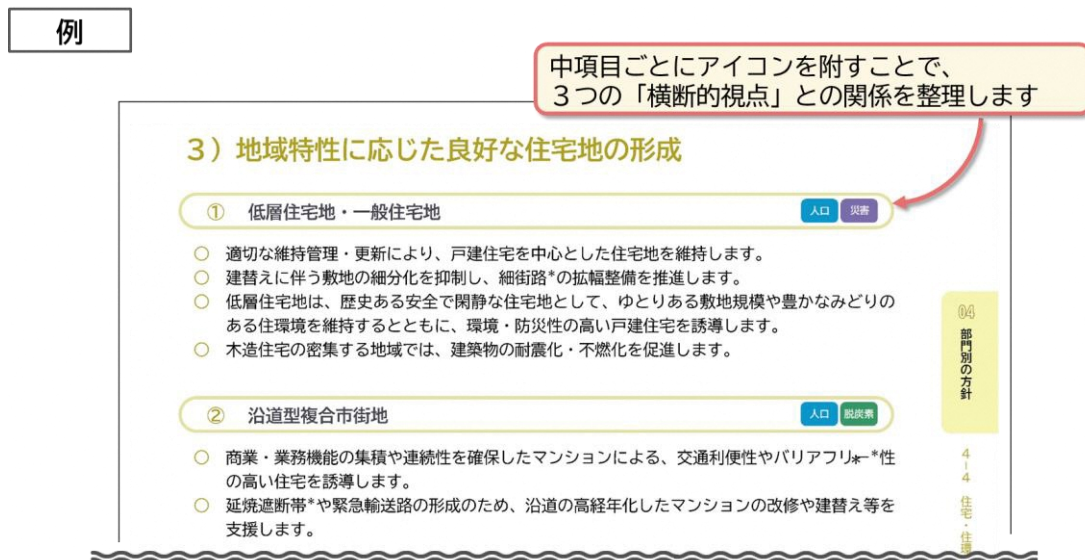 例
中項目ごとにアイコンを附すことで、
３つの「横断的視点」との関係を整理します
３）地域特性に応じた良好な住宅地の形成
① 低層住宅地・一般住宅地 人口 災害
○ 適切な維持管理・更新により、戸建住宅を中心とした住宅地を維持します。
○ 建替えに伴う敷地の細分化を抑制し、細街路*の拡幅整備を推進します。
○ 低層住宅地は、歴史ある安全で閑静な住宅地として、ゆとりある敷地規模や豊かなみどりの
ある住環境を維持するとともに、環境・防災性の高い戸建住宅を誘導します。
○ 木造住宅の密集する地域では、建築物の耐震化・不燃化を促進します。
② 沿道型複合市街地 人口 脱炭素
○ 商業・業務機能の集積や連続性を確保したマンションによる、交通利便性やバリアフリー*性
の高い住宅を誘導します。
○ 延焼遮断帯*や緊急輸送路の形成のため、沿道の高経年化したマンションの改修や建替え等を
支援します。
04
部門別の方針
4-4 住宅・住環